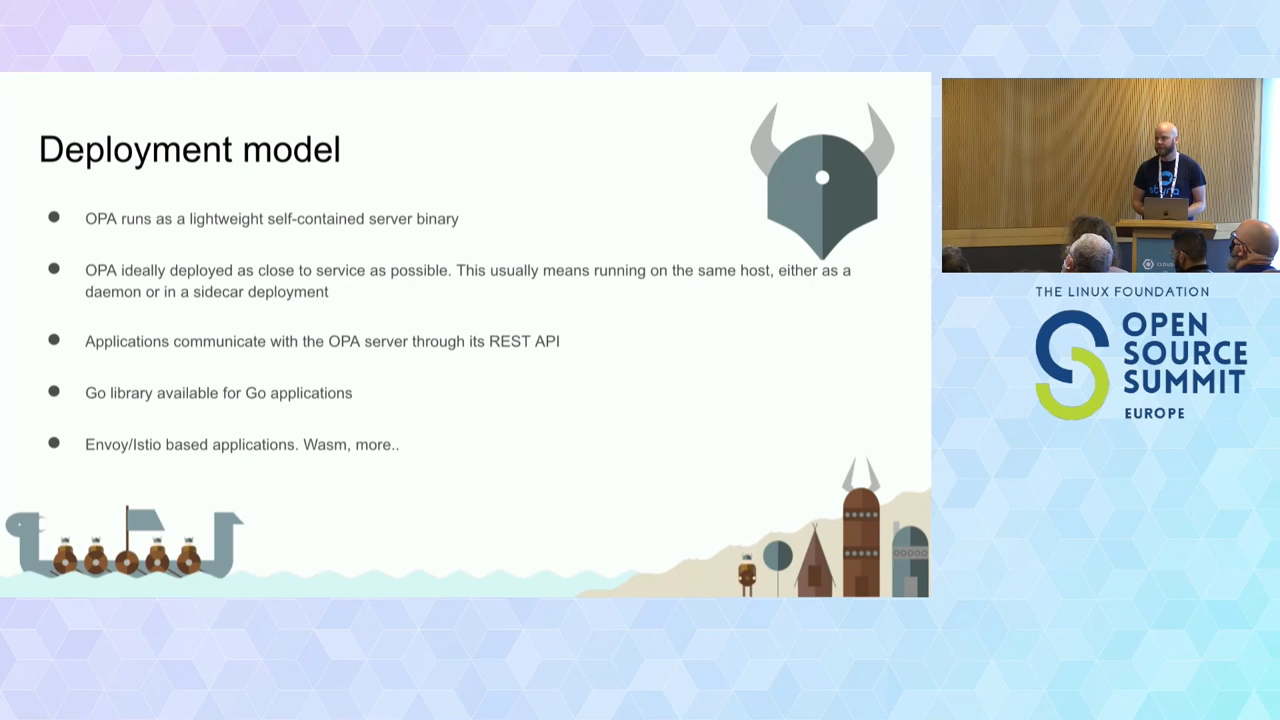 Deployment model
OPA runs as a lightweight self-contained server binary
OPA ideally deployed as close to service as possible. This usually means running on the same host, either as a
daemon or in a sidecar deployment
Applications communicate with the OPA server through its REST API
Go library available for Go applications
Envoy/Istio based applications. Wasm, more..
styra
CLOUD
THE LINUX FOUNDATION
OPEN
SOURCE
SUMMIT
EUROPE